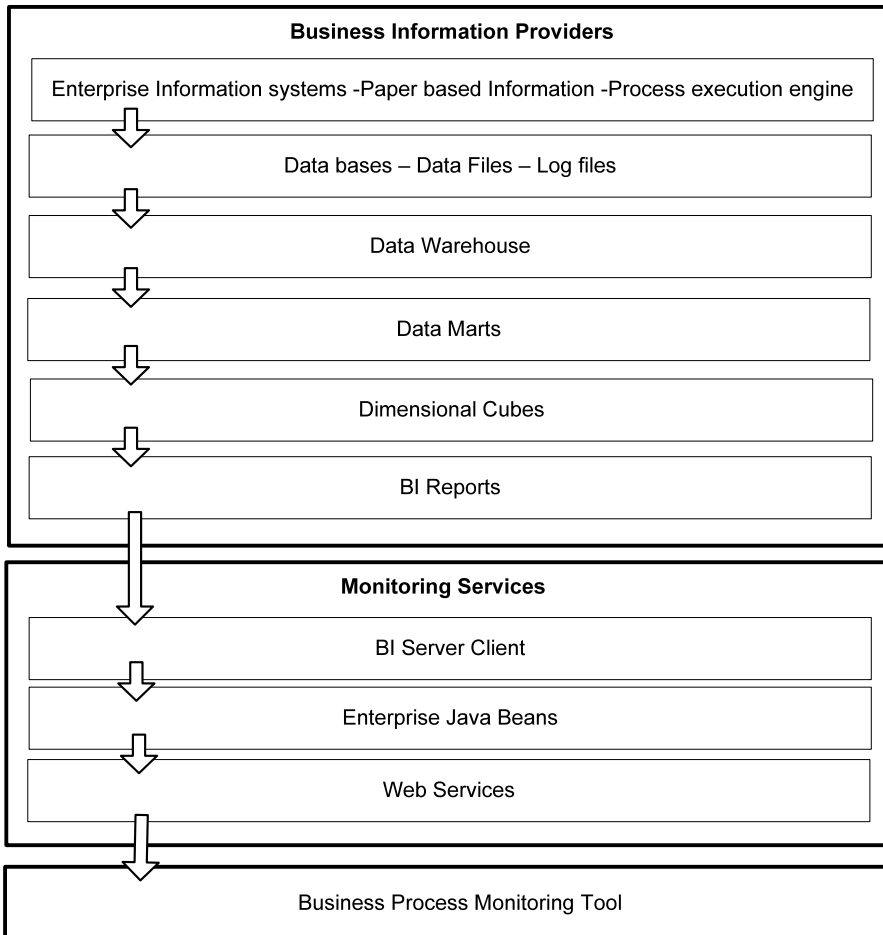 Business Information Providers
Enterprise Information systems -Paper based Information -Process execution engine
Data bases – Data Files – Log files
Data Warehouse
Data Marts
Dimensional Cubes
BI Reports
Monitoring Services
BI Server Client
Enterprise Java Beans
Web Services
Business Process Monitoring Tool